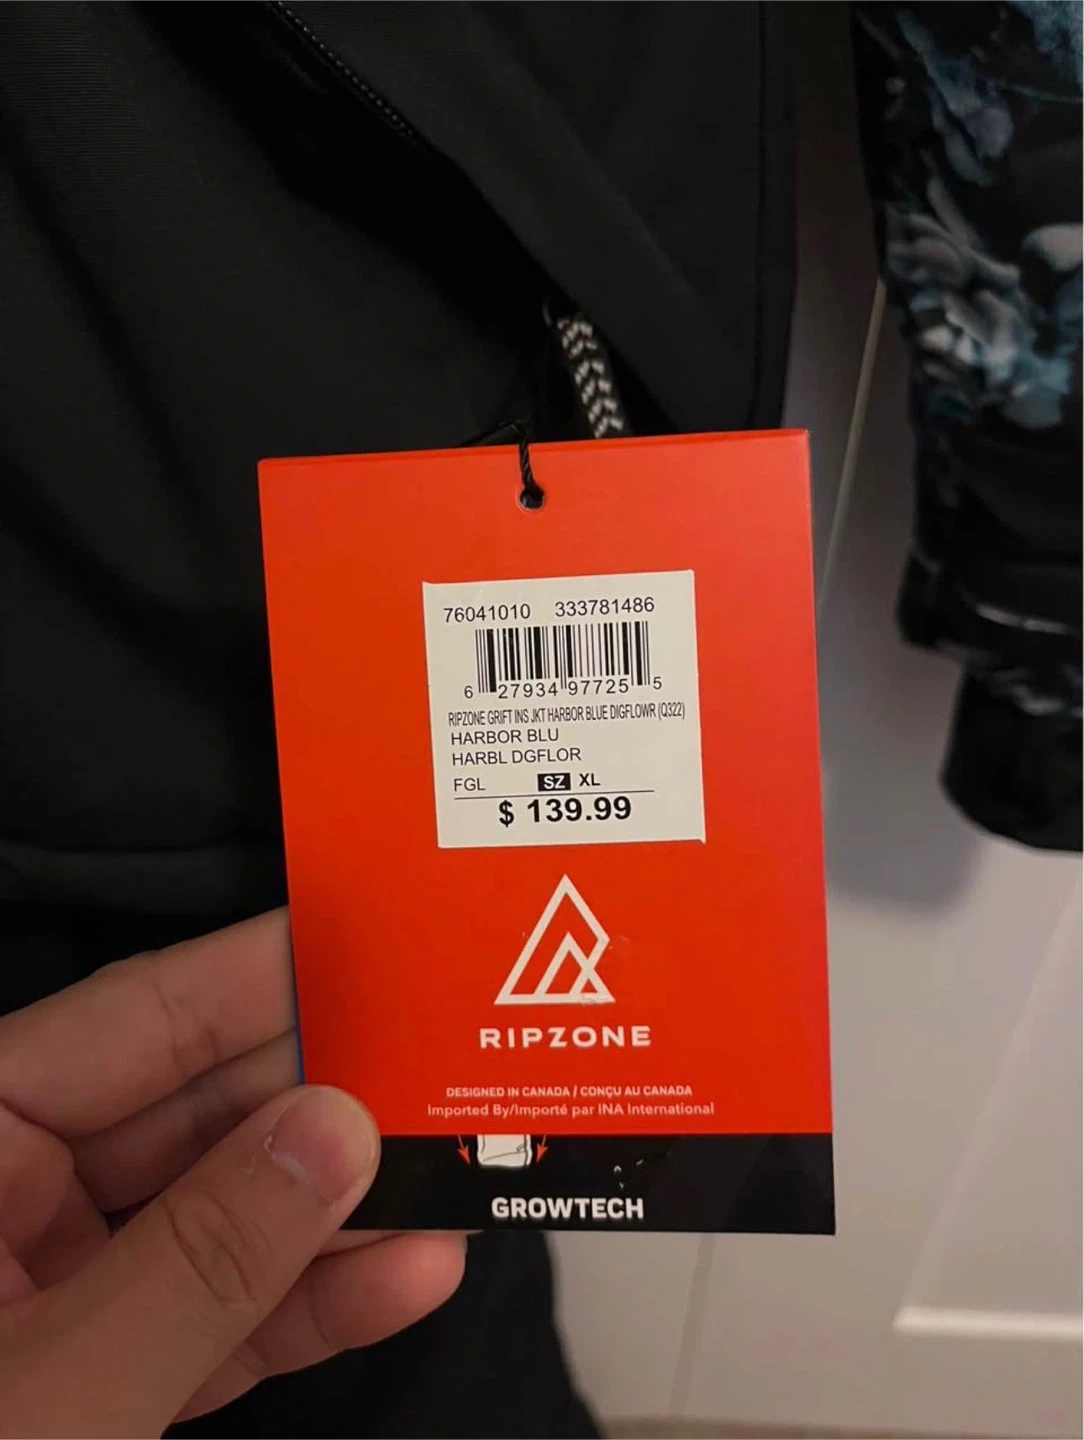 76041010 333781486
6 27934 97725 5
RIPZONE GRIFT INS JKT HARBOR BLUE DIGFLOWR (Q322)
HARBOR BLU
HARBL DGFLOR
FGL SZ XL
$ 139.99
RIPZONE
DESIGNED IN CANADA / CONÇU AU CANADA
Imported By/Importé par INA International
GROWTECH